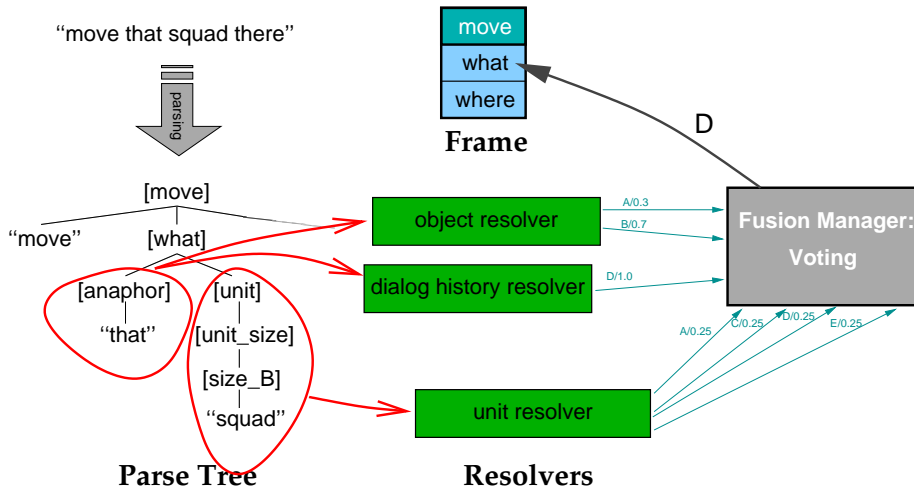 ‘‘move that squad there’’
parsing
move
what
where
Frame
D
[move]
‘‘move’’
[what]
[anaphor]
[unit]
‘‘that’’
[unit_size]
[size_B]
‘‘squad’’
Parse Tree
object resolver
dialog history resolver
unit resolver
Resolvers
A/0.3
B/0.7
D/1.0
A/0.25
C/0.25
D/0.25
E/0.25
Fusion Manager:
Voting